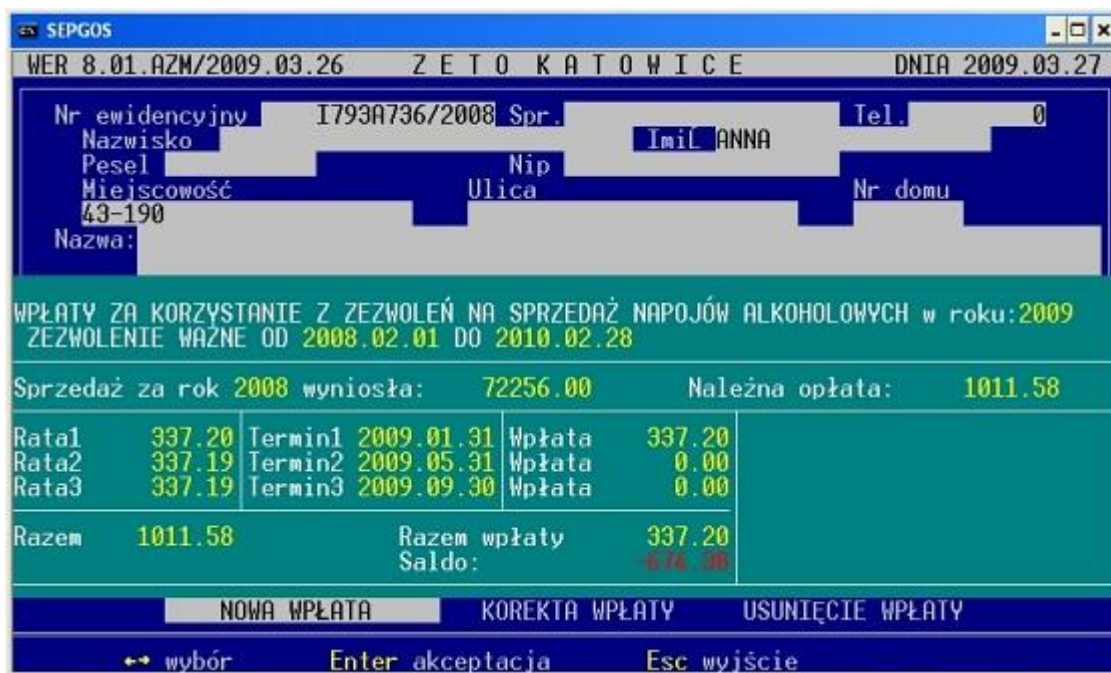 SEPGOS
WER 8.01.AZM/2009.03.26 ZETO KATOWICE DNIA 2009.03.27
Nr ewidencyjny I793A736/2008 Spr. Tel. 0
Nazwisko ImiĹ ANNA
Pesel Nip
Miejscowość Ulica Nr domu
43-190
Nazwa:
WPŁATY ZA KORZYSTANIE Z ZEZWOLEŃ NA SPRZEDAŻ NAPOJÓW ALKOHOLOWYCH w roku:2009
ZEZWOLENIE WAŻNE OD 2008.02.01 DO 2010.02.28
Sprzedaż za rok 2008 wyniosła: 72256.00 Należna opłata: 1011.58
Rata1 337.20 Termin1 2009.01.31 Wpłata 337.20
Rata2 337.19 Termin2 2009.05.31 Wpłata 0.00
Rata3 337.19 Termin3 2009.09.30 Wpłata 0.00
Razem 1011.58 Razem wpłaty 337.20
Saldo: -674.38
NOWA WPŁATA KOREKTA WPŁATY USUNIĘCIE WPŁATY
↔ wybór Enter akceptacja Esc wyjście